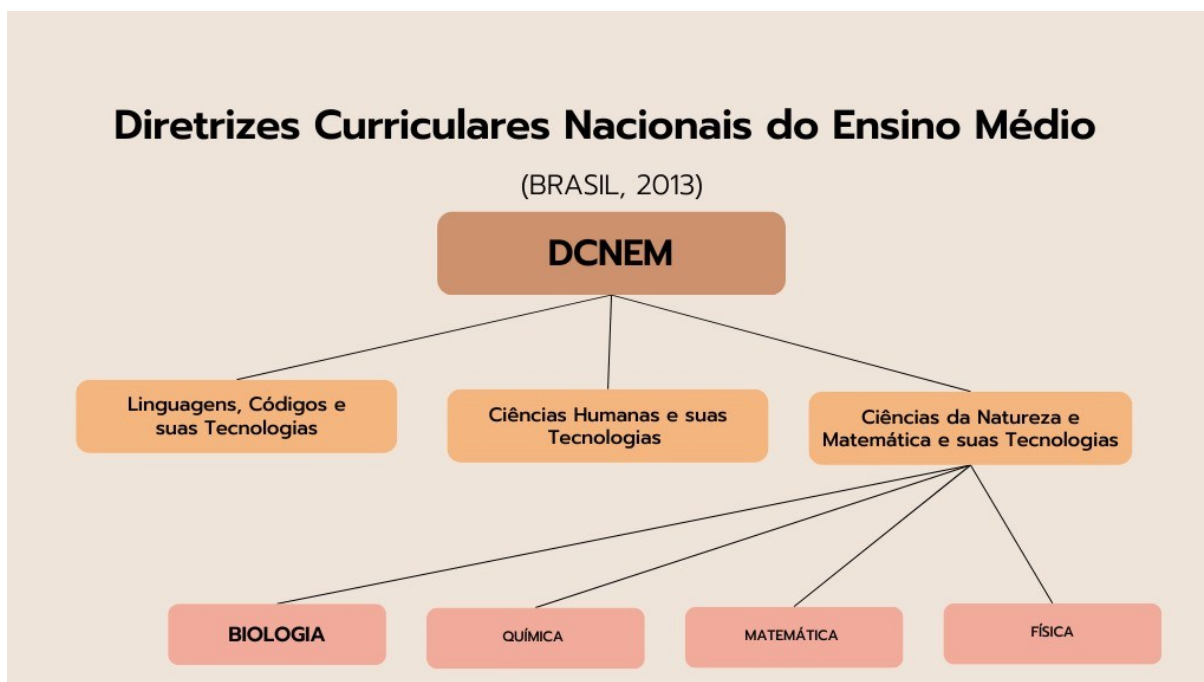 Diretrizes Curriculares Nacionais do Ensino Médio
(BRASIL, 2013)
DCNEM
Linguagens, Códigos e
suas Tecnologias
Ciências Humanas e suas
Tecnologias
Ciências da Natureza e
Matemática e suas Tecnologias
BIOLOGIA
QUÍMICA
MATEMÁTICA
FÍSICA